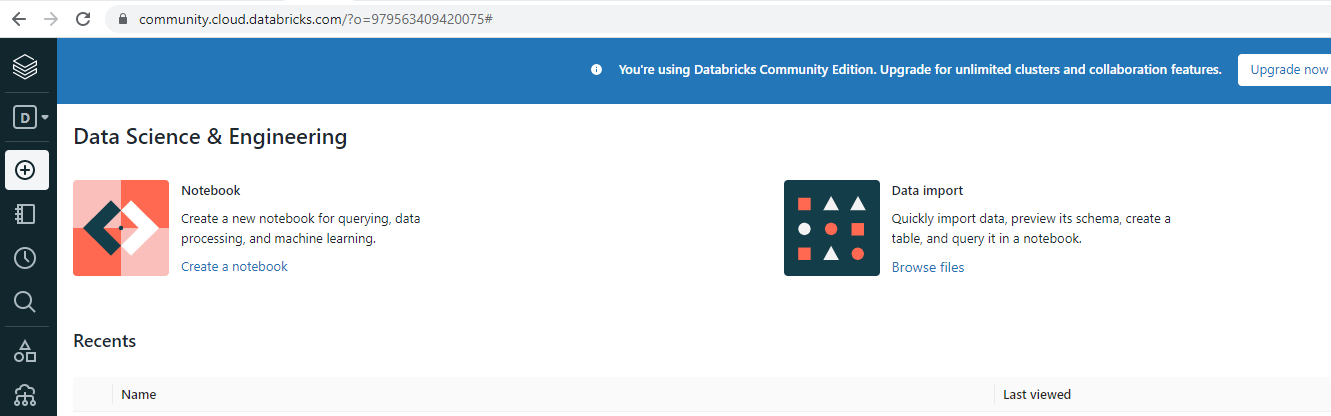 community.cloud.databricks.com/?o=979563409420075#
You're using Databricks Community Edition. Upgrade for unlimited clusters and collaboration features.
Upgrade now
D
Data Science & Engineering
Notebook
Create a new notebook for querying, data
processing, and machine learning.
Create a notebook
Data import
Quickly import data, preview its schema, create a
table, and query it in a notebook.
Browse files
Recents
Name
Last viewed